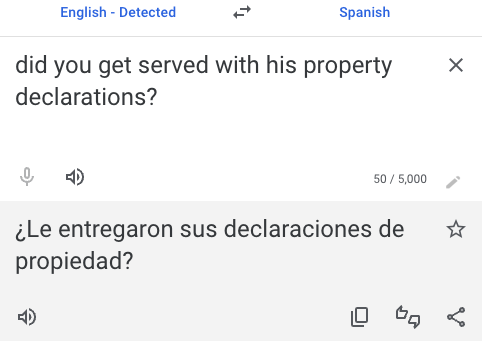 English - Detected Spanish
did you get served with his property
declarations?
50 / 5,000
¿Le entregaron sus declaraciones de
propiedad?